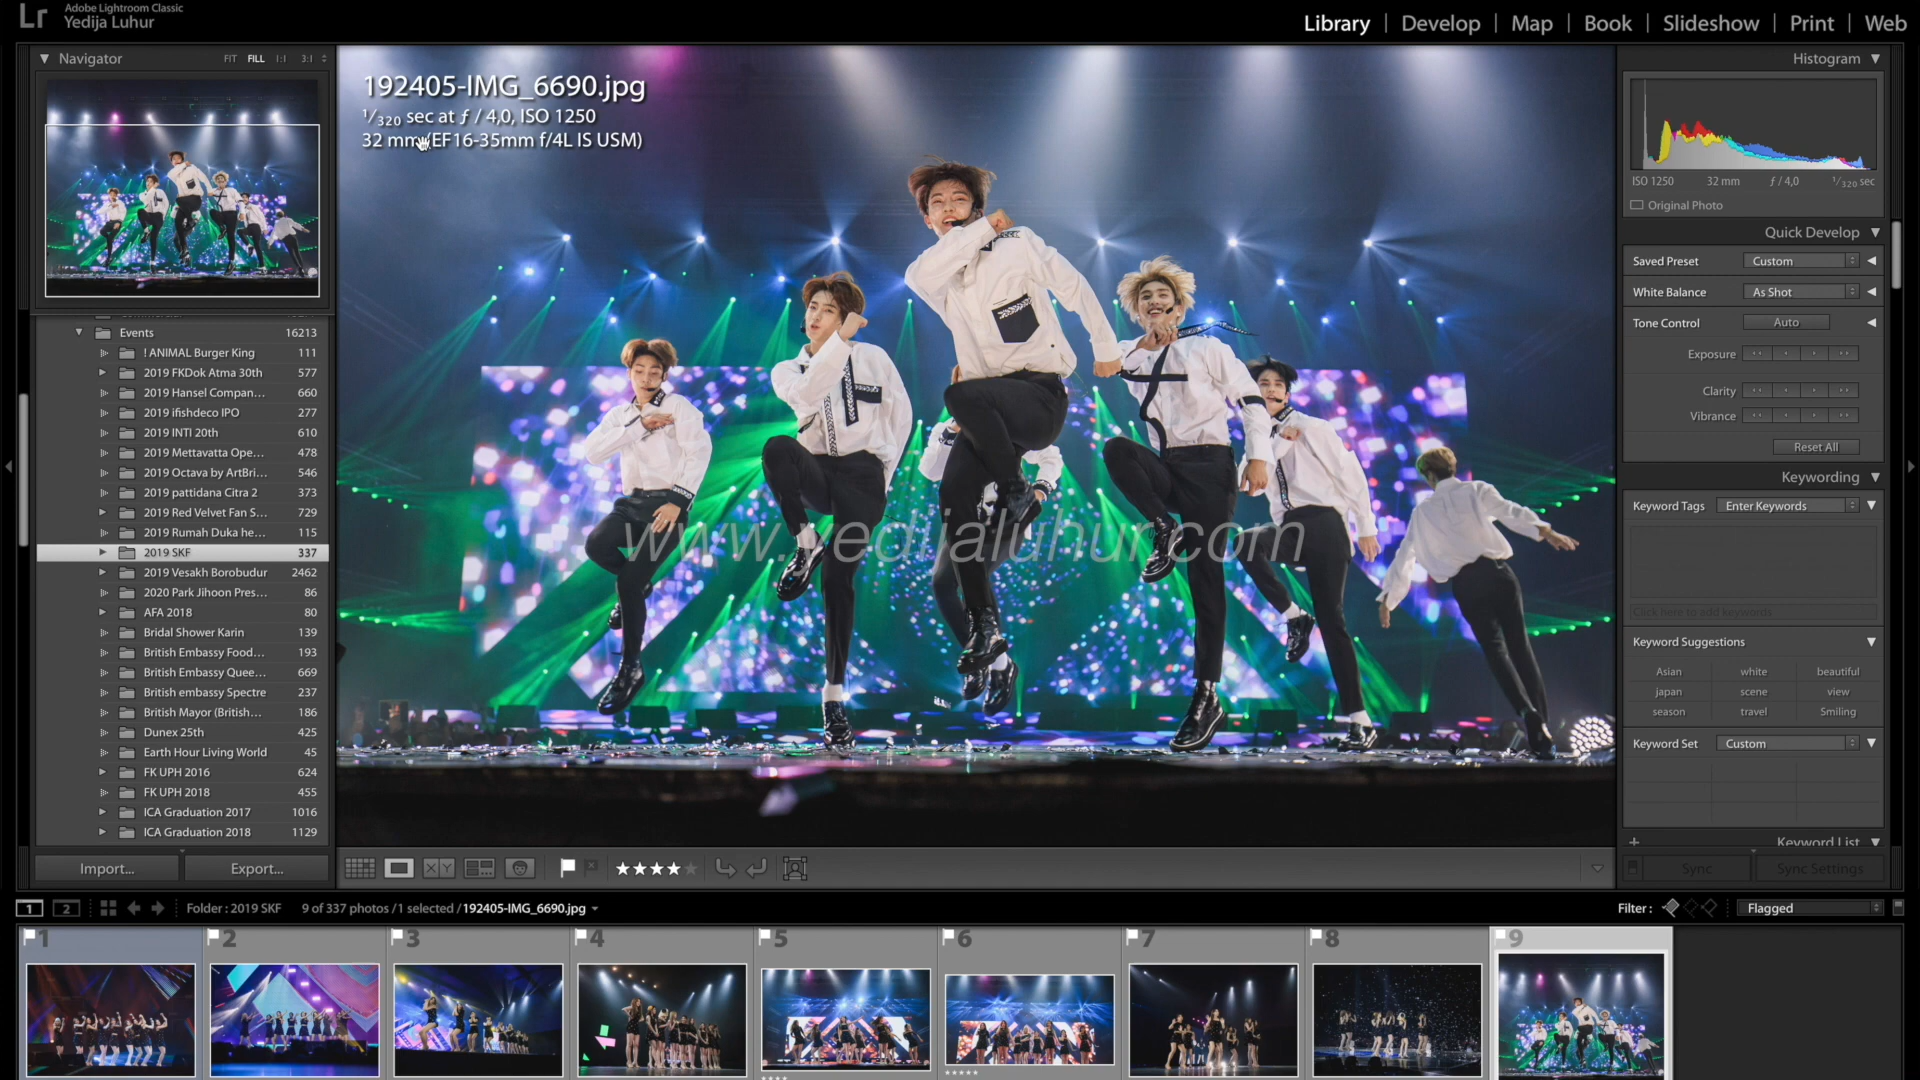 Lr
Adobe Lightroom Classic
Yedija Luhur
Library | Develop | Map | Book | Slideshow | Print | Web
Navigator FIT FILL 1:1 3:1
Events 16213
! ANIMAL Burger King 111
2019 FKDok Atma 30th 577
2019 Hansel Compan... 660
2019 ifishdeco IPO 277
2019 INTI 20th 610
2019 Mettavatta Ope... 478
2019 Octava by ArtBri... 546
2019 pattidana Citra 2 373
2019 Red Velvet Fan S... 729
2019 Rumah Duka he... 115
2019 SKF 337
2019 Vesakh Borobudur 2462
2020 Park Jihoon Pres... 86
AFA 2018 80
Bridal Shower Karin 139
British Embassy Food... 193
British Embassy Quee... 669
British embassy Spectre 237
British Mayor (British... 186
Dunex 25th 425
Earth Hour Living World 45
FK UPH 2016 624
FK UPH 2018 455
ICA Graduation 2017 1016
ICA Graduation 2018 1129
Import... Export...
192405-IMG_6690.jpg
1/320 sec at ƒ / 4,0, ISO 1250
32 mm (EF16-35mm f/4L IS USM)
www.yedijaluhur.com
Histogram
ISO 1250 32 mm ƒ / 4,0 1/320 sec
Original Photo
Quick Develop
Saved Preset Custom
White Balance As Shot
Tone Control Auto
Exposure
Clarity
Vibrance
Reset All
Keywording
Keyword Tags Enter Keywords
Click here to add keywords
Keyword Suggestions
Asian white beautiful
japan scene view
season travel Smiling
Keyword Set Custom
Keyword List
Sync Sync Settings
1 2 Folder : 2019 SKF 9 of 337 photos / 1 selected / 192405-IMG_6690.jpg Filter : Flagged
1 2 3 4 5 6 7 8 9